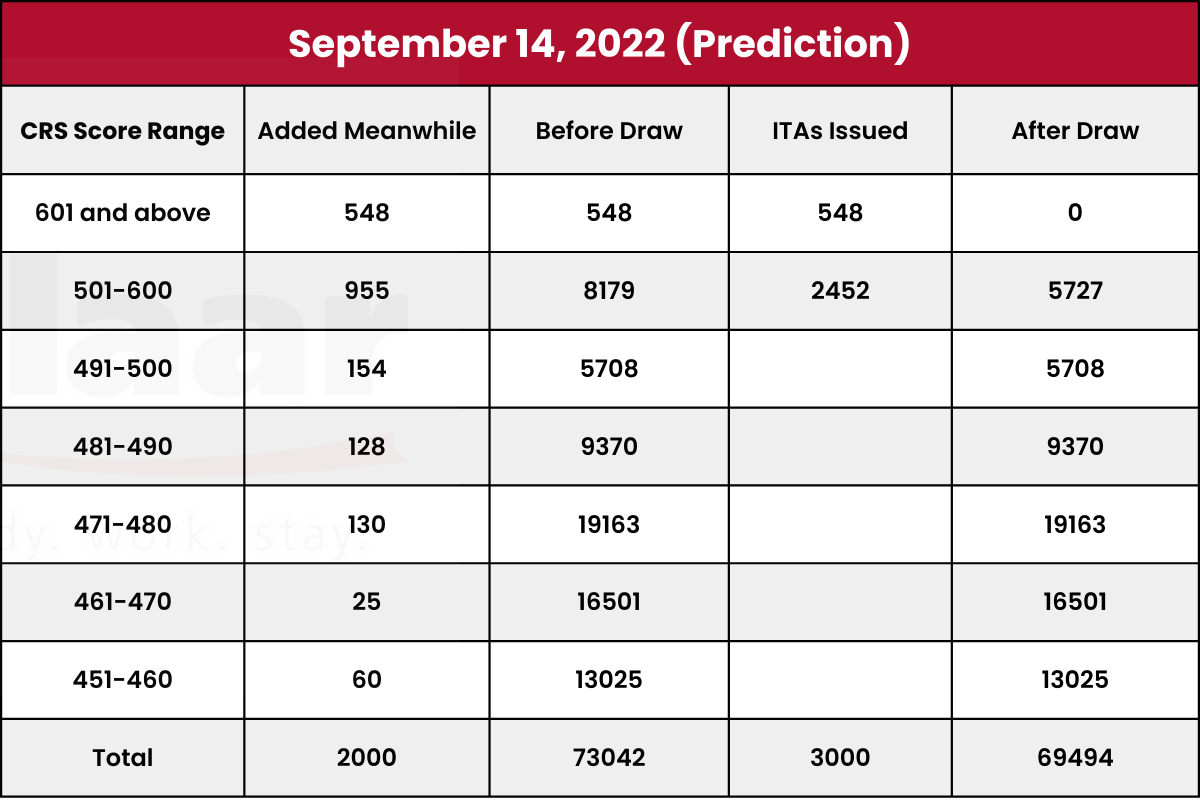 September 14, 2022 (Prediction)
CRS Score Range Added Meanwhile Before Draw ITAs Issued After Draw
601 and above 548 548 548 0
501-600 955 8179 2452 5727
491-500 154 5708 5708
481-490 128 9370 9370
471-480 130 19163 19163
461-470 25 16501 16501
451-460 60 13025 13025
Total 2000 73042 3000 69494
work. stay.